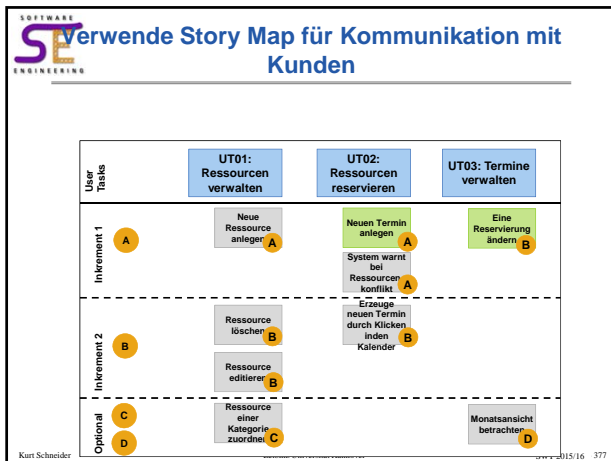 SOFTWARE
SE
ENGINEERING
Verwende Story Map für Kommunikation mit
Kunden
User
Tasks
UT01:
Ressourcen
verwalten
UT02:
Ressourcen
reservieren
UT03: Termine
verwalten
Inkrement 1
A
Neue
Ressource
anlegen
A
Neuen Termin
anlegen
A
System warnt
bei
Ressourcen
konflikt
A
Eine
Reservierung
ändern
B
Inkrement 2
B
Ressource
löschen
B
Ressource
editieren
B
Erzeuge
neuen Termin
durch Klicken
inden
Kalender
B
Optional
C
D
Ressource
einer
Kategorie
zuordnen
C
Monatsansicht
betrachten
D
Kurt Schneider
2015/16 377